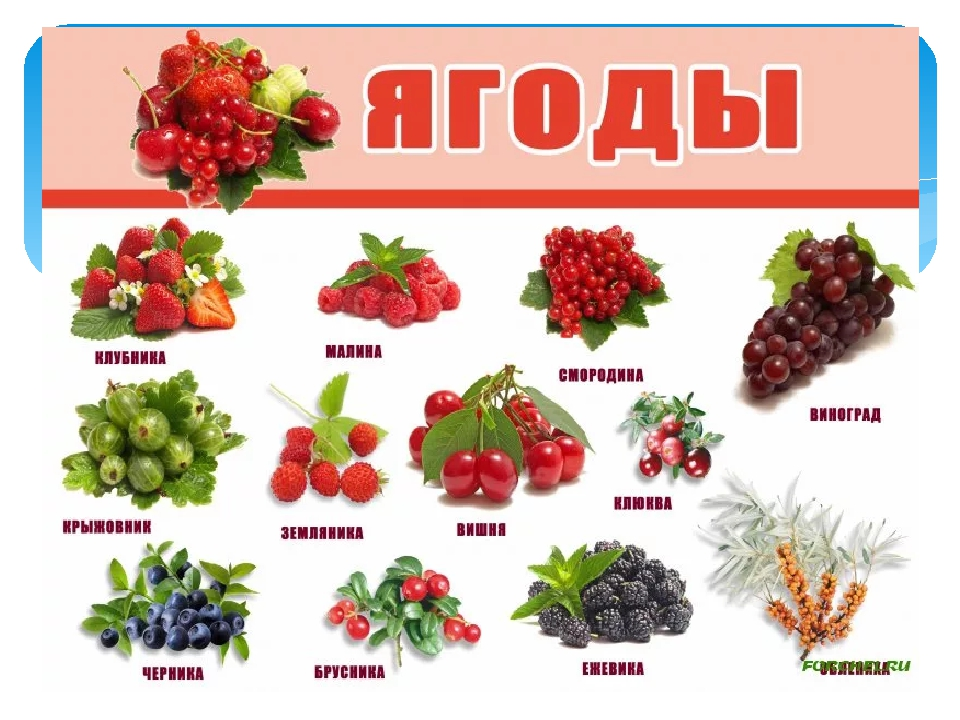 ЯГОДЫ
КЛУБНИКА
МАЛИНА
СМОРОДИНА
ВИНОГРАД
КРЫЖОВНИК
ЗЕМЛЯНИКА
ВИШНЯ
КЛЮКВА
ЧЕРНИКА
БРУСНИКА
ЕЖЕВИКА